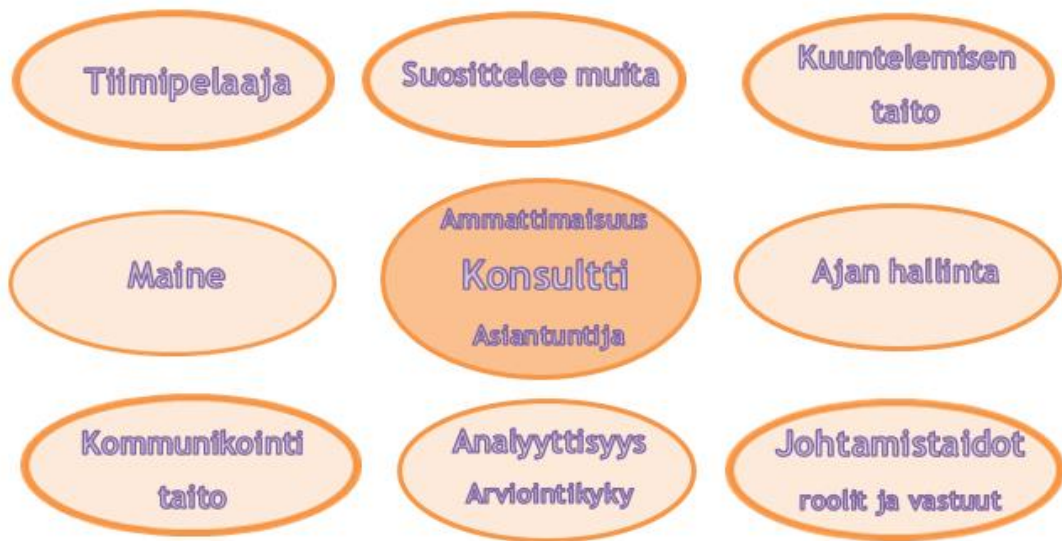 Tiimipelaaja
Suosittelee muita
Kuuntelemisen
taito
Maine
Ammattimaisuus
Konsultti
Asiantuntija
Ajan hallinta
Kommunikointi
taito
Analyyttisyys
Arviointikyky
Johtamistaidot
roolit ja vastuut